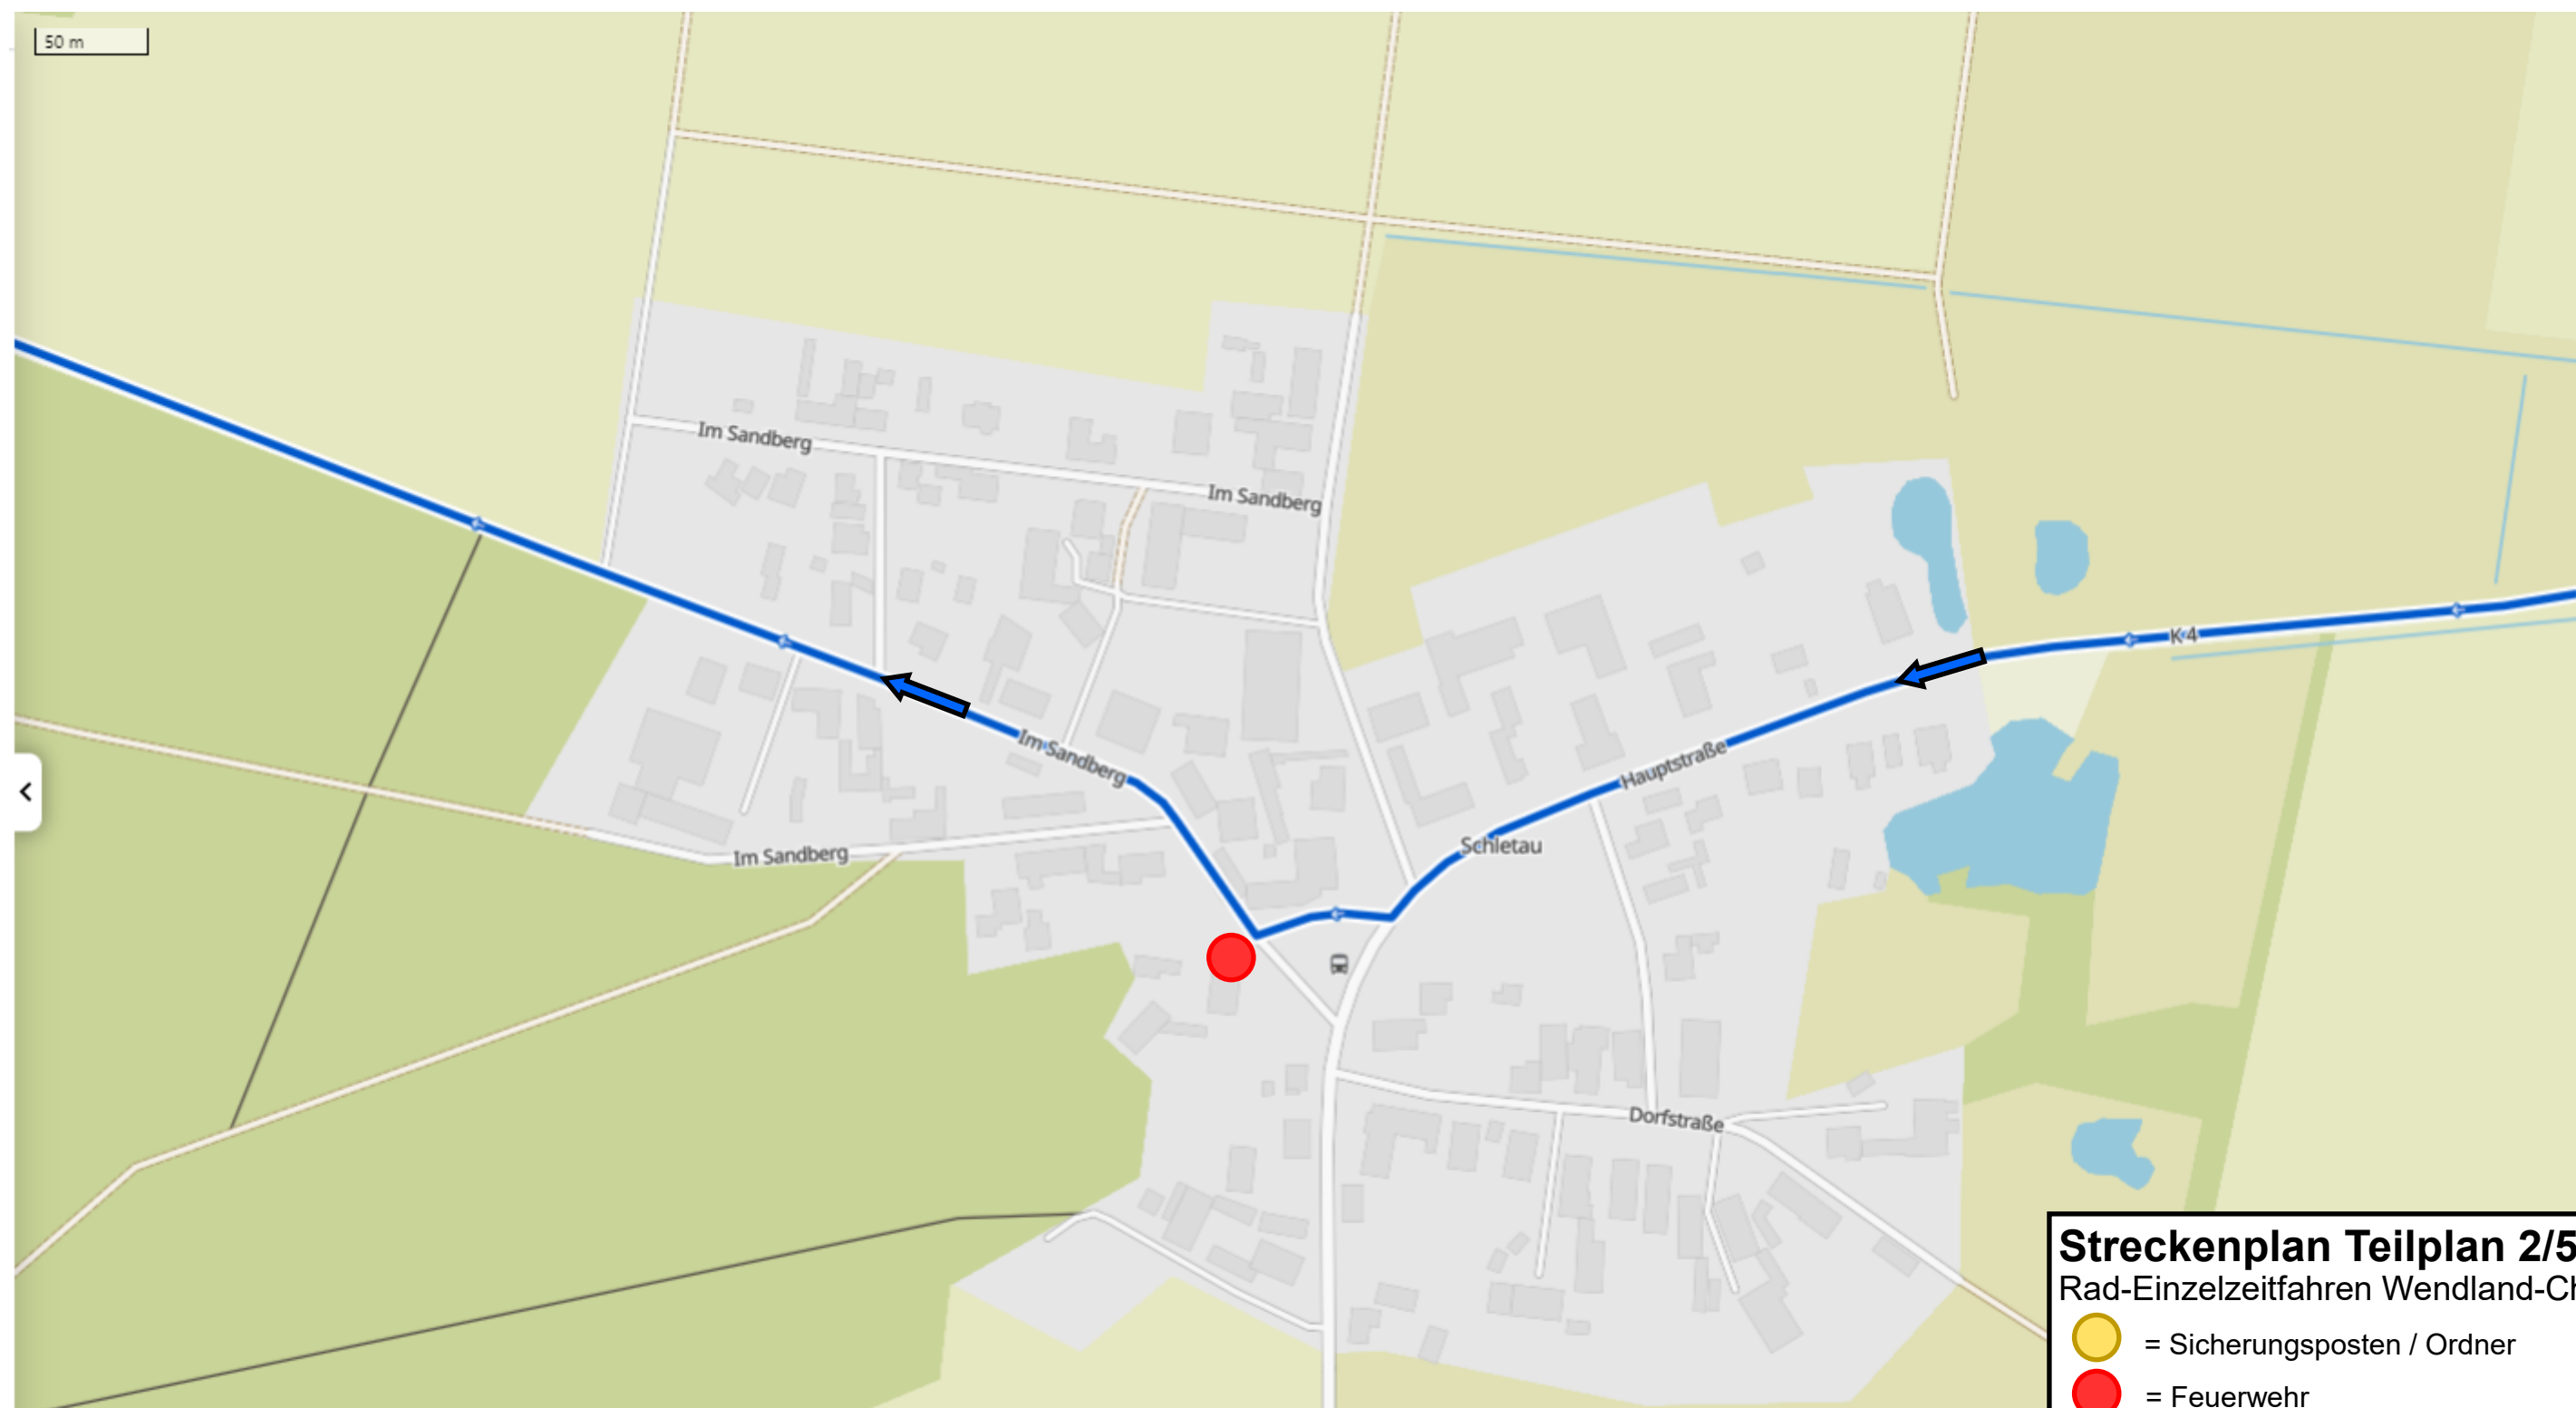 50 m
Im Sandberg
Im Sandberg
K 4
Im Sandberg
Hauptstraße
Schletau
Im Sandberg
Dorfstraße
Streckenplan Teilplan 2/5
Rad-Einzelzeitfahren Wendland-Ch
= Sicherungsposten / Ordner
= Feuerwehr